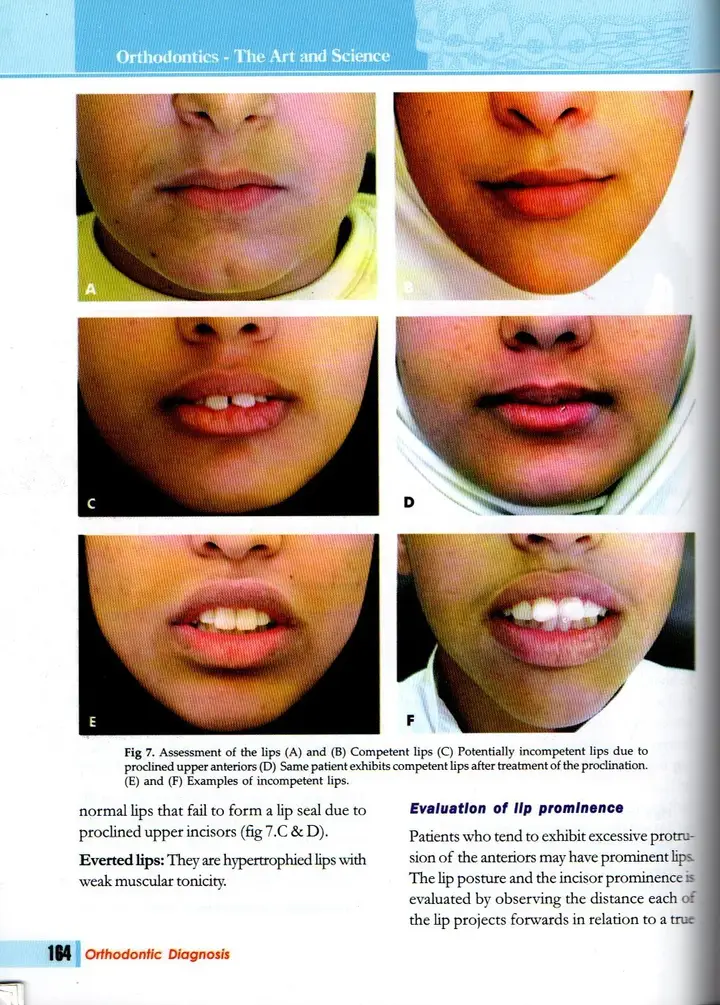 Orthodontics - The Art and Science
A
B
C
D
E
F
Fig 7. Assessment of the lips (A) and (B) Competent lips (C) Potentially incompetent lips due to
proclined upper anteriors (D) Same patient exhibits competent lips after treatment of the proclination.
(E) and (F) Examples of incompetent lips.
normal lips that fail to form a lip seal due to
proclined upper incisors (fig 7.C & D).
Everted lips: They are hypertrophied lips with
weak muscular tonicity.
Evaluation of lip prominence
Patients who tend to exhibit excessive protru-
sion of the anteriors may have prominent lips.
The lip posture and the incisor prominence is
evaluated by observing the distance each of
the lip projects forwards in relation to a true
164 Orthodontic Diagnosis